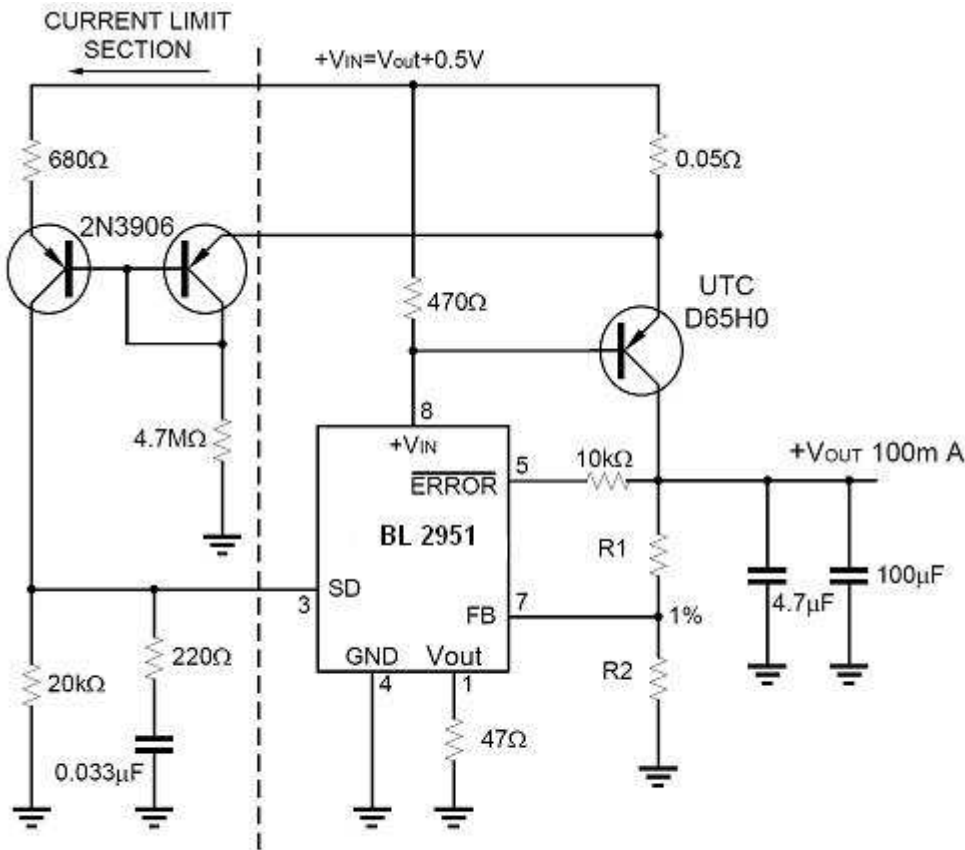 CURRENT LIMIT
SECTION
+VIN=Vout+0.5V
680Ω
0.05Ω
2N3906
470Ω
UTC
D65H0
4.7MΩ
8
+VIN
5
ERROR
10kΩ
+VOUT 100m A
BL 2951
R1
4.7µF
100µF
3
SD
7
FB
1%
20kΩ
220Ω
GND
Vout
4
1
R2
47Ω
0.033µF